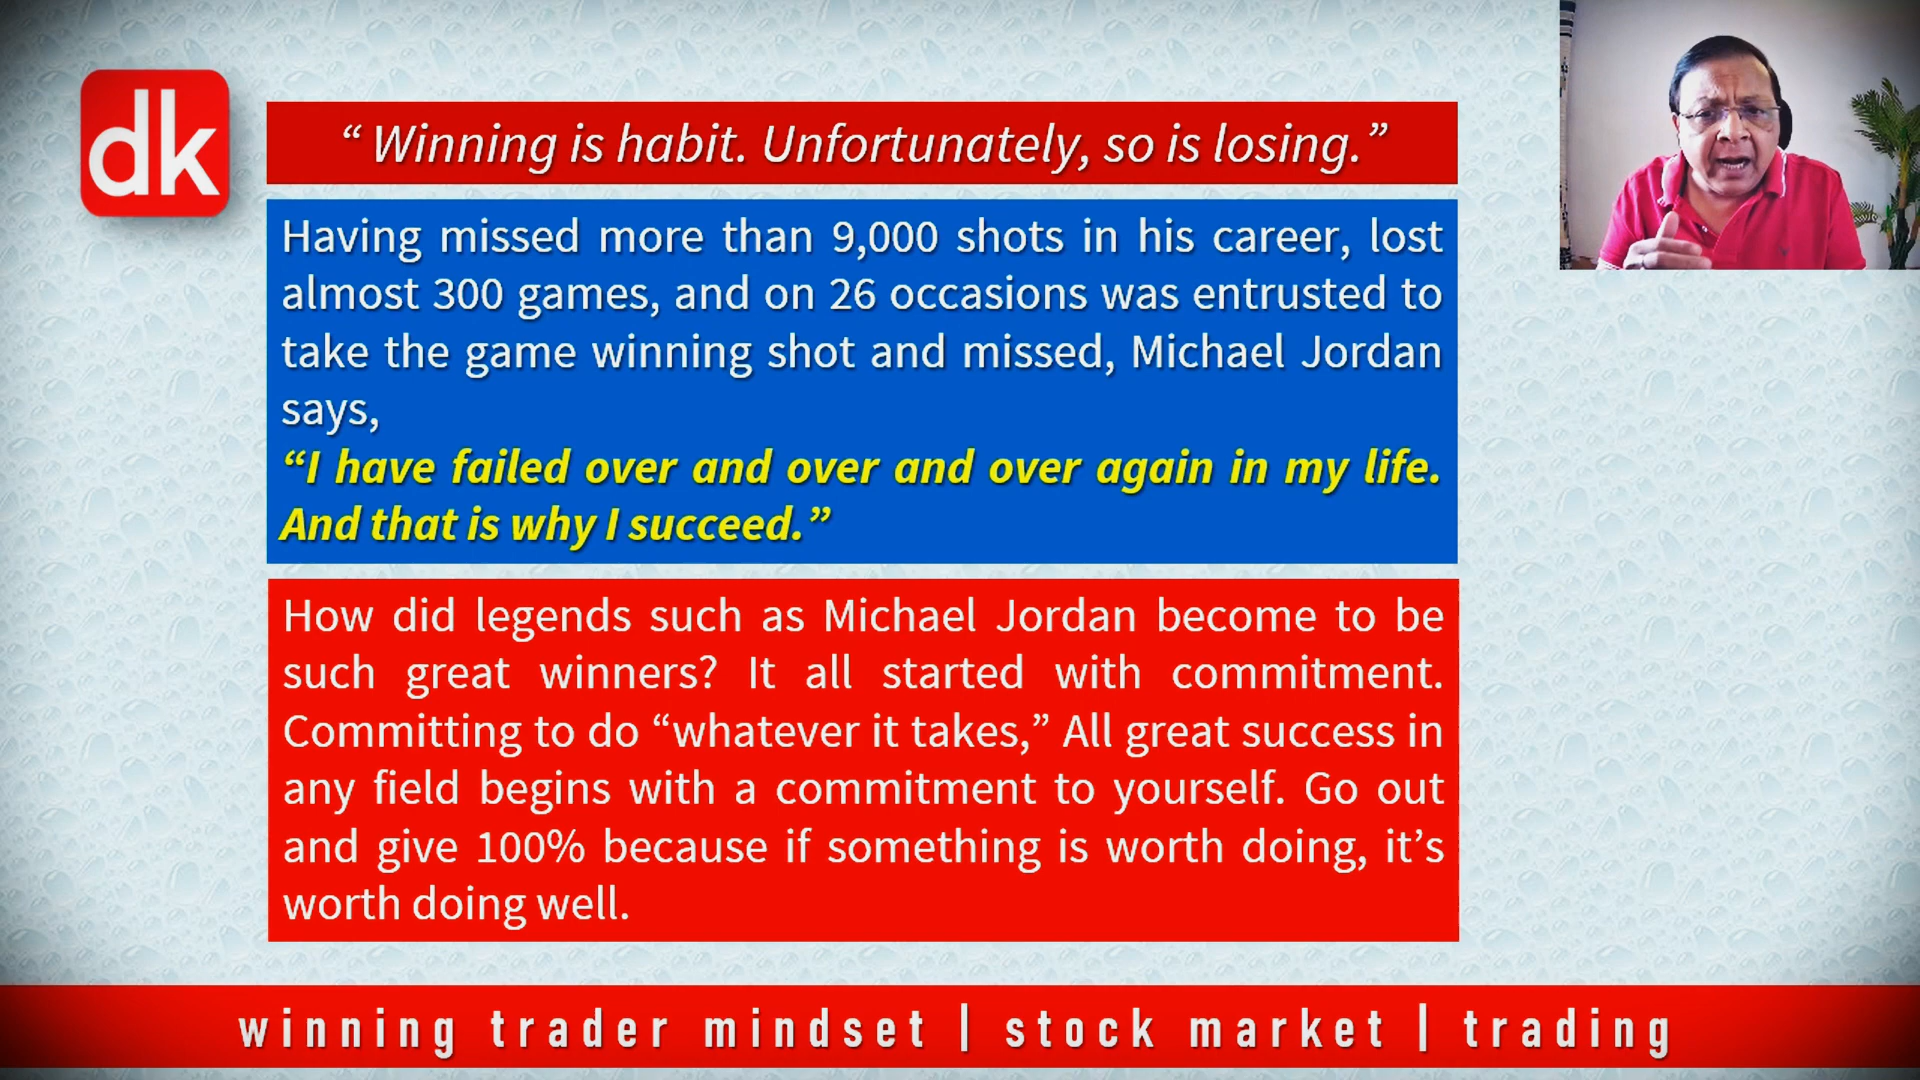 dk
“ Winning is habit. Unfortunately, so is losing.”
Having missed more than 9,000 shots in his career, lost
almost 300 games, and on 26 occasions was entrusted to
take the game winning shot and missed, Michael Jordan
says,
“I have failed over and over and over again in my life.
And that is why I succeed.”
How did legends such as Michael Jordan become to be
such great winners? It all started with commitment.
Committing to do “whatever it takes,” All great success in
any field begins with a commitment to yourself. Go out
and give 100% because if something is worth doing, it’s
worth doing well.
winning trader mindset | stock market | trading